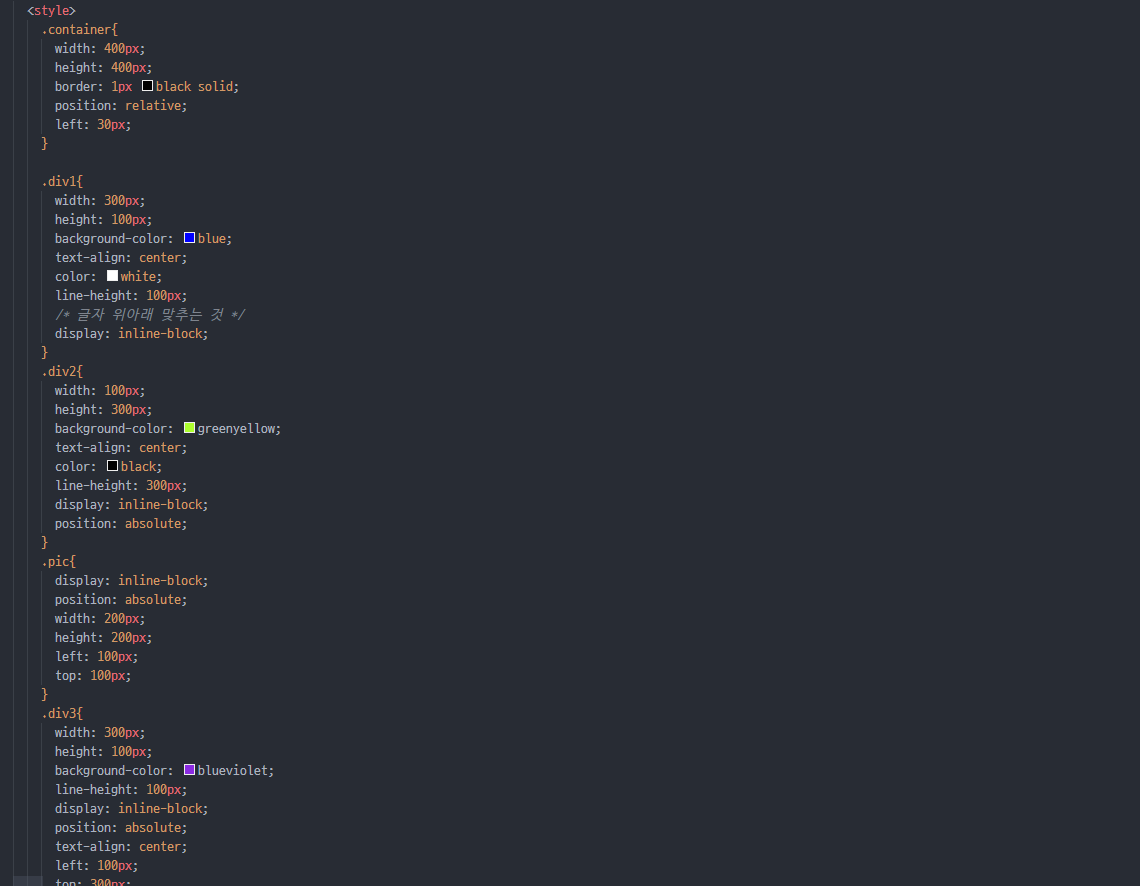 <style>
.container{
width: 400px;
height: 400px;
border: 1px black solid;
position: relative;
left: 30px;
}
.div1{
width: 300px;
height: 100px;
background-color: blue;
text-align: center;
color: white;
line-height: 100px;
/* 글자 위아래 맞추는 것 */
display: inline-block;
}
.div2{
width: 100px;
height: 300px;
background-color: greenyellow;
text-align: center;
color: black;
line-height: 300px;
display: inline-block;
position: absolute;
}
.pic{
display: inline-block;
position: absolute;
width: 200px;
height: 200px;
left: 100px;
top: 100px;
}
.div3{
width: 300px;
height: 100px;
background-color: blueviolet;
line-height: 100px;
display: inline-block;
position: absolute;
text-align: center;
left: 100px;
top: 300px;